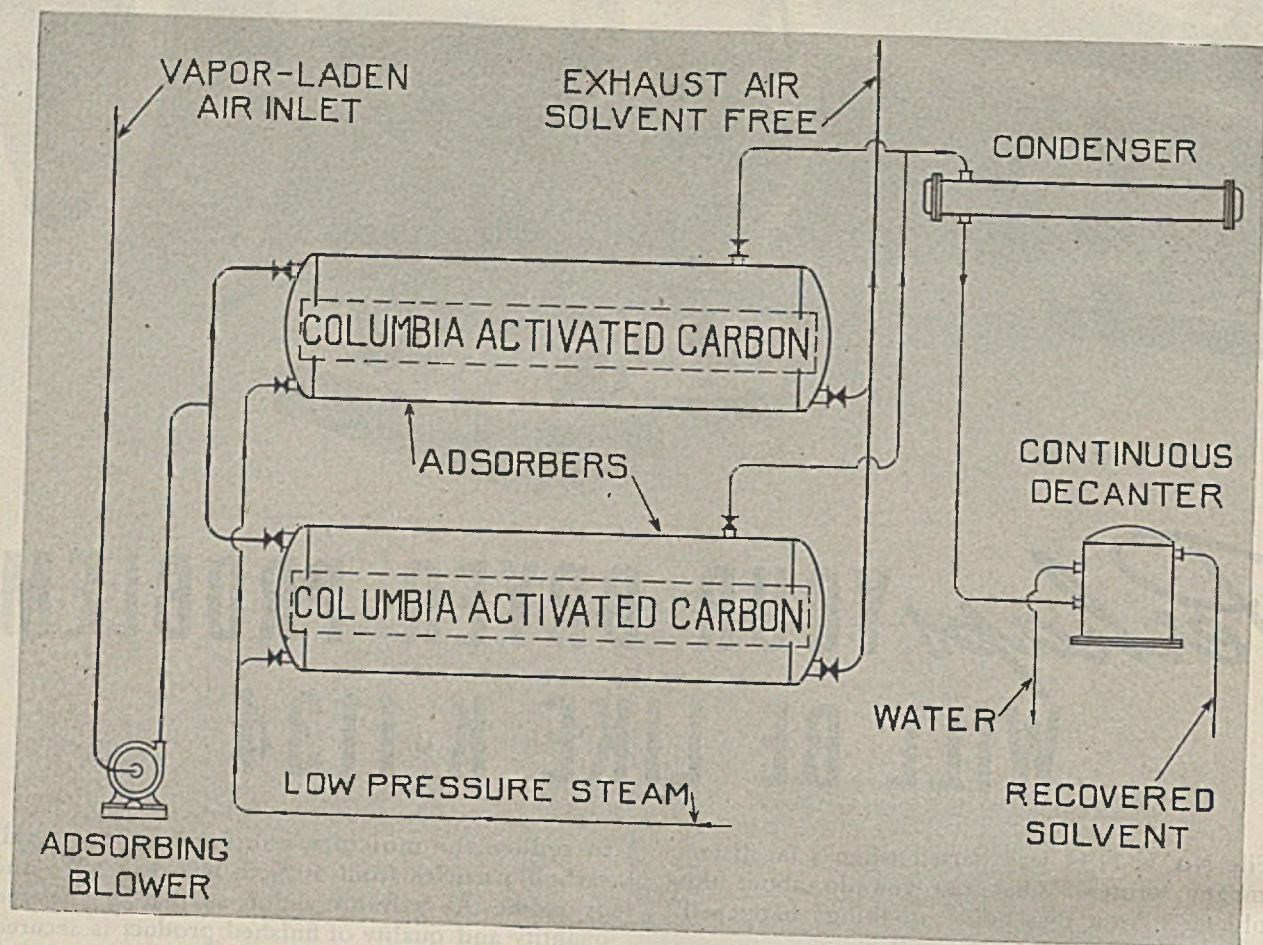 VAPOR-LADEN
AIR INLET
EXHAUST AIR
SOLVENT FREE
CONDENSER
COLUMBIA ACTIVATED CARBON
ADSORBERS
CONTINUOUS
DECANTER
COLUMBIA ACTIVATED CARBON
WATER
LOW PRESSURE STEAM
RECOVERED
SOLVENT
ADSORBING
BLOWER